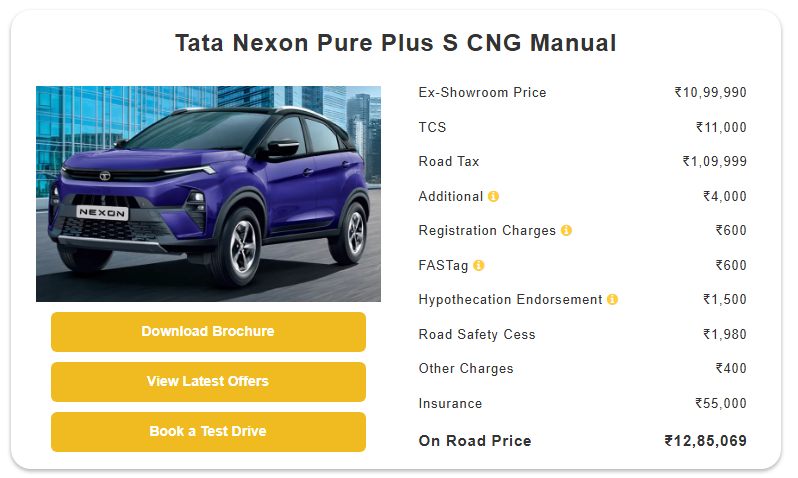 Tata Nexon Pure Plus S CNG Manual
NEXON
Download Brochure
View Latest Offers
Book a Test Drive
Ex-Showroom Price ₹10,99,990
TCS ₹11,000
Road Tax ₹1,09,999
Additional ₹4,000
Registration Charges ₹600
FASTag ₹600
Hypothecation Endorsement ₹1,500
Road Safety Cess ₹1,980
Other Charges ₹400
Insurance ₹55,000
On Road Price ₹12,85,069